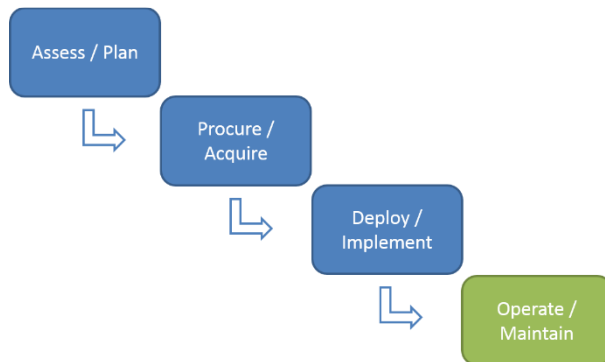 Assess / Plan
Procure /
Acquire
Deploy /
Implement
Operate /
Maintain